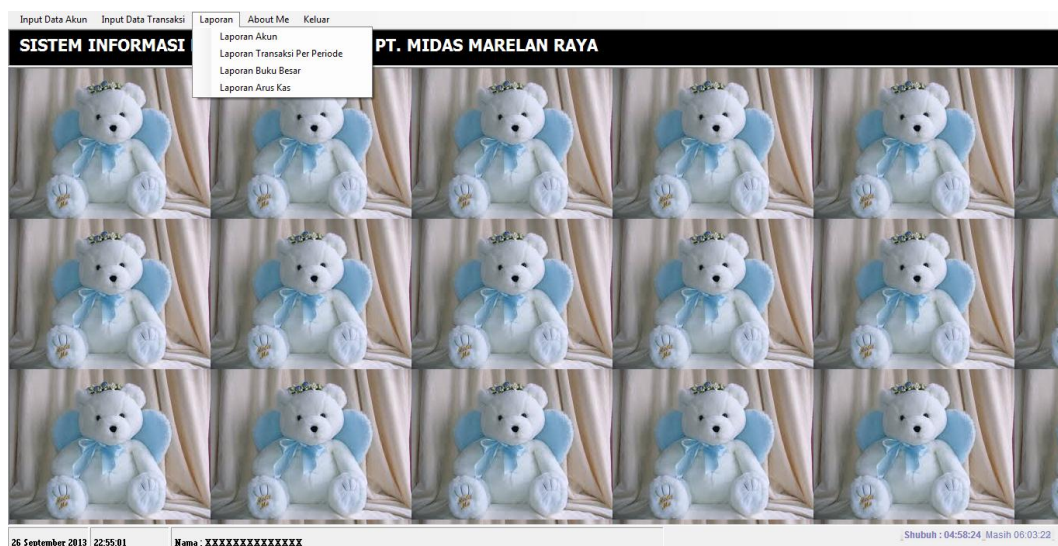 Input Data Akun Input Data Transaksi Laporan About Me Keluar
SISTEM INFORMASI PT. MIDAS MARELAN RAYA
Laporan Akun
Laporan Transaksi Per Periode
Laporan Buku Besar
Laporan Arus Kas
26 September 2013 22:55:01 Nama : XXXXXXXXXXXXXX Shubuh : 04:58:24 Masih 06:03:22